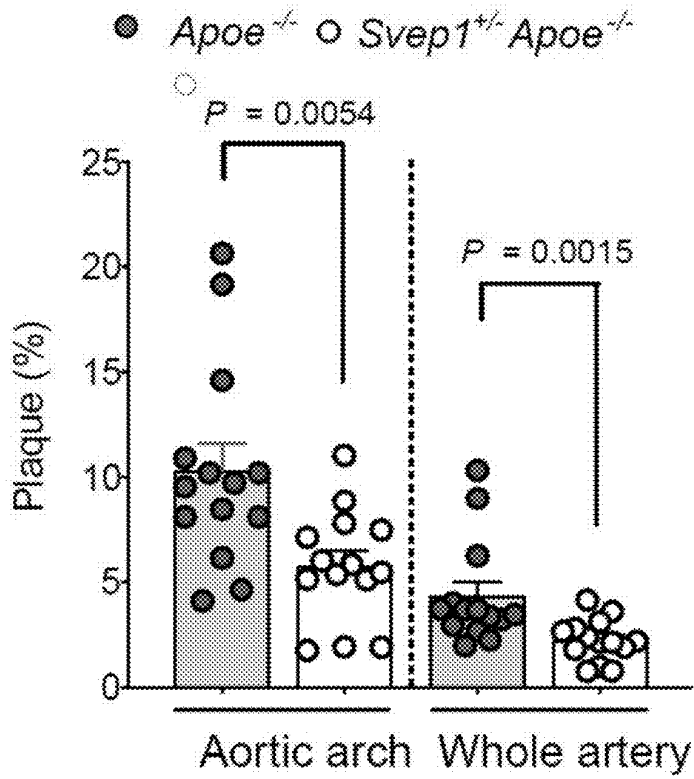 Apoe -/- Svep1+/- Apoe-/-
P = 0.0054
25
P = 0.0015
20
15
10
5
0
Plaque (%)
Aortic arch Whole artery